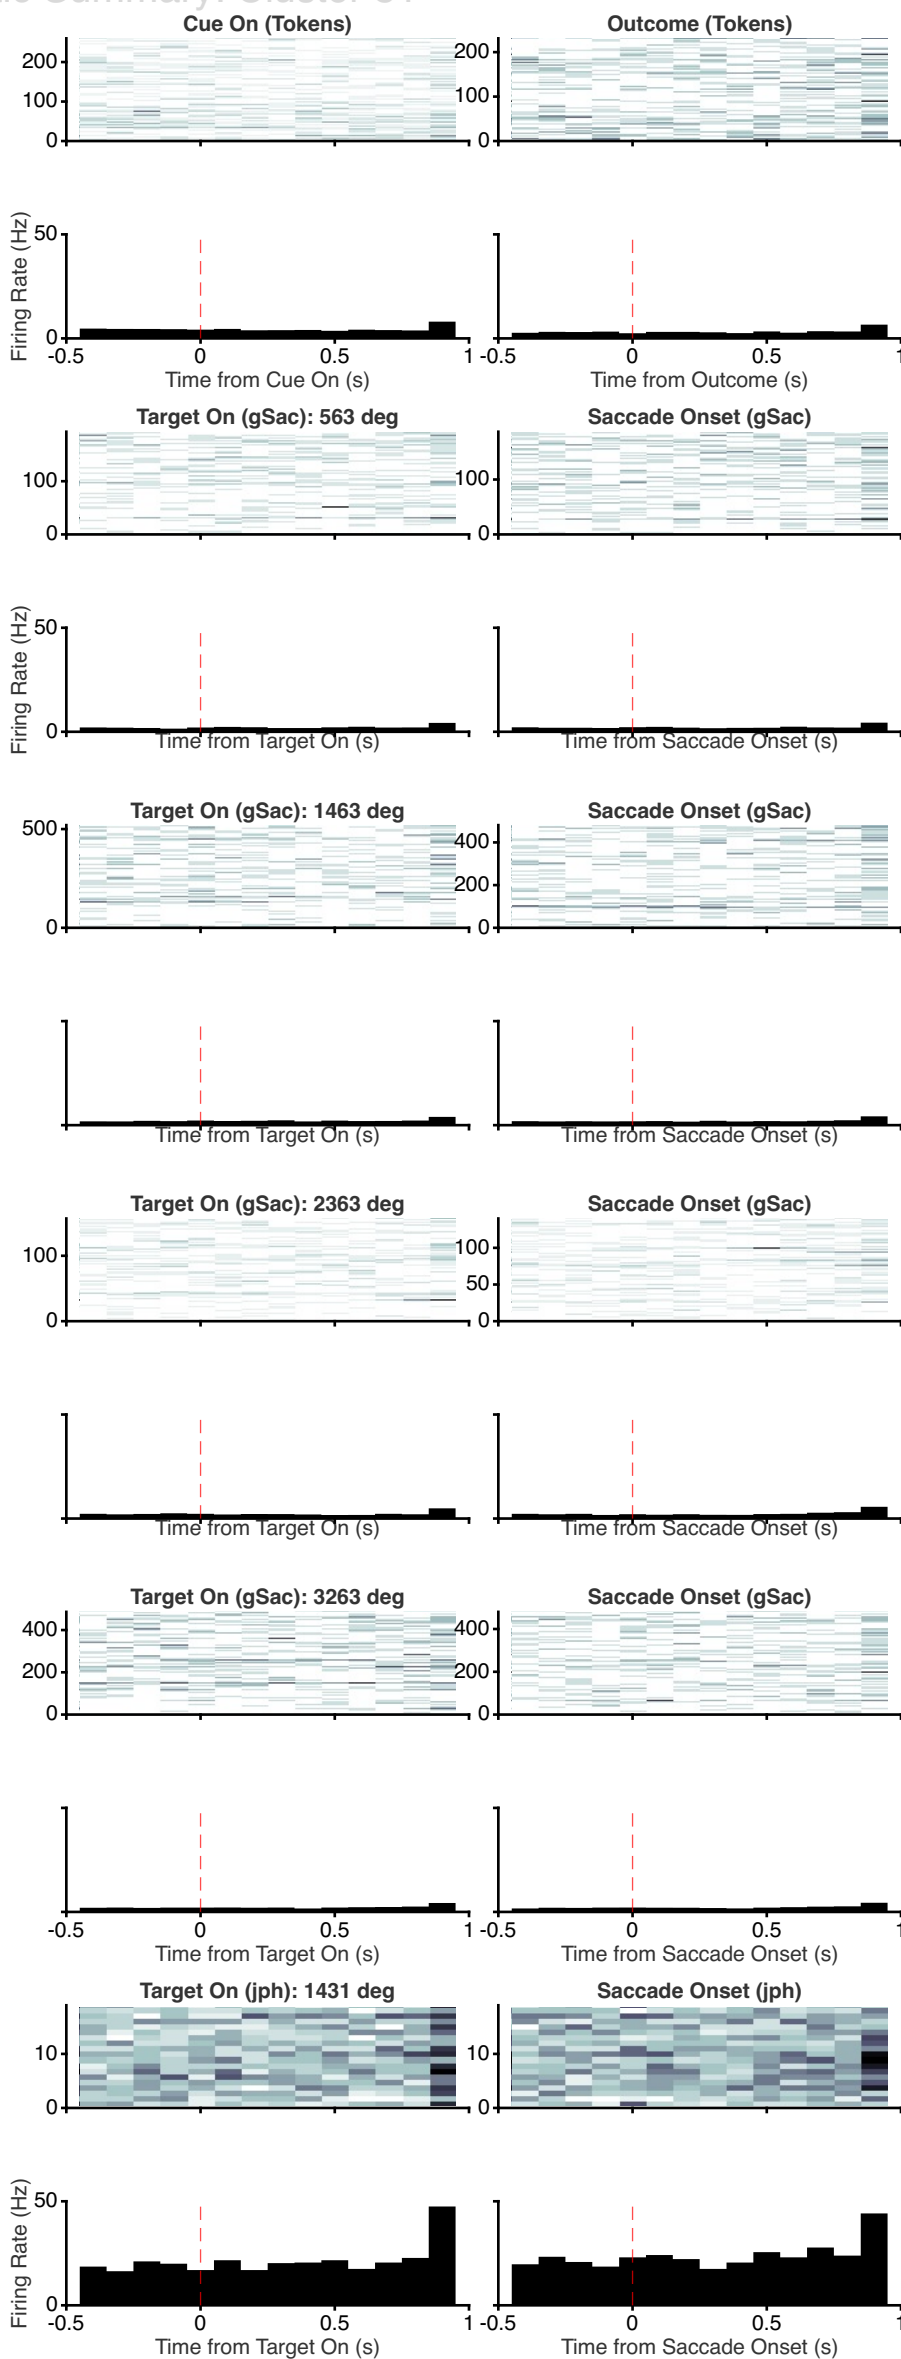 Summary: Cluster
Cue On (Tokens) Outcome (Tokens)
200 200
100 100
0 0
Firing Rate (Hz)
50
0
-0.5 0 0.5 1 -0.5 0 0.5 1
Time from Cue On (s) Time from Outcome (s)
Target On (gSac): 563 deg Saccade Onset (gSac)
100 100
0 0
Firing Rate (Hz)
50
0
Time from Target On (s) Time from Saccade Onset (s)
Target On (gSac): 1463 deg Saccade Onset (gSac)
500 400
200
0 0
Time from Target On (s) Time from Saccade Onset (s)
Target On (gSac): 2363 deg Saccade Onset (gSac)
100 100
50
0 0
Time from Target On (s) Time from Saccade Onset (s)
Target On (gSac): 3263 deg Saccade Onset (gSac)
400 400
200 200
0 0
-0.5 0 0.5 1 -0.5 0 0.5 1
Time from Target On (s) Time from Saccade Onset (s)
Target On (jph): 1431 deg Saccade Onset (jph)
10 10
0 0
Firing Rate (Hz)
50
0
-0.5 0 0.5 1 -0.5 0 0.5 1
Time from Target On (s) Time from Saccade Onset (s)